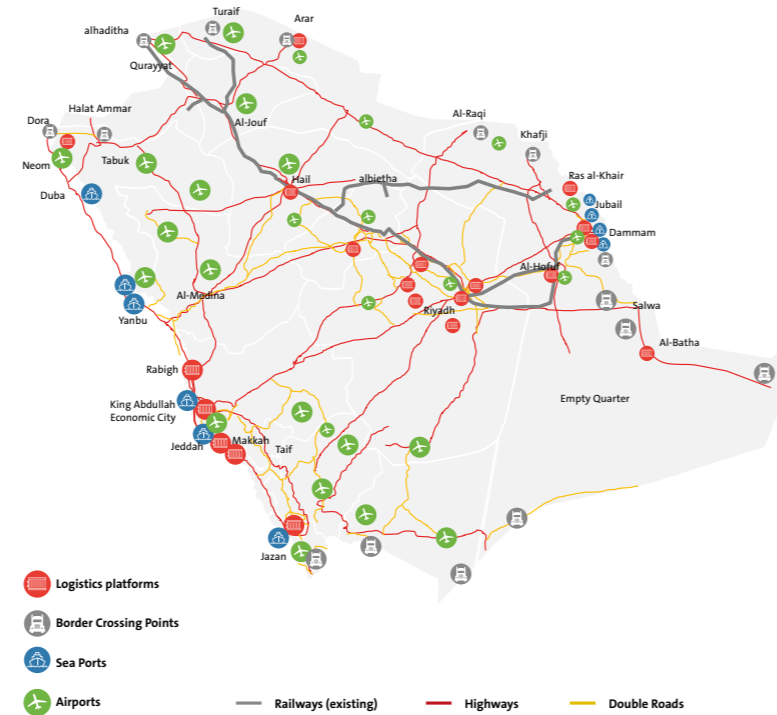 Turaif
Arar
alhaditha
Qurayyat
Halat Ammar
Al-Jouf
Al-Raqi
Dora
Khafji
Neom
Tabuk
Hail
albietha
Ras al-Khair
Duba
Jubail
Dammam
Al-Hofuf
Al-Medina
Salwa
Yanbu
Riyadh
Al-Batha
Rabigh
King Abdullah
Economic City
Empty Quarter
Jeddah
Makkah
Taif
Jazan
Logistics platforms
Border Crossing Points
Sea Ports
Airports
Railways (existing)
Highways
Double Roads